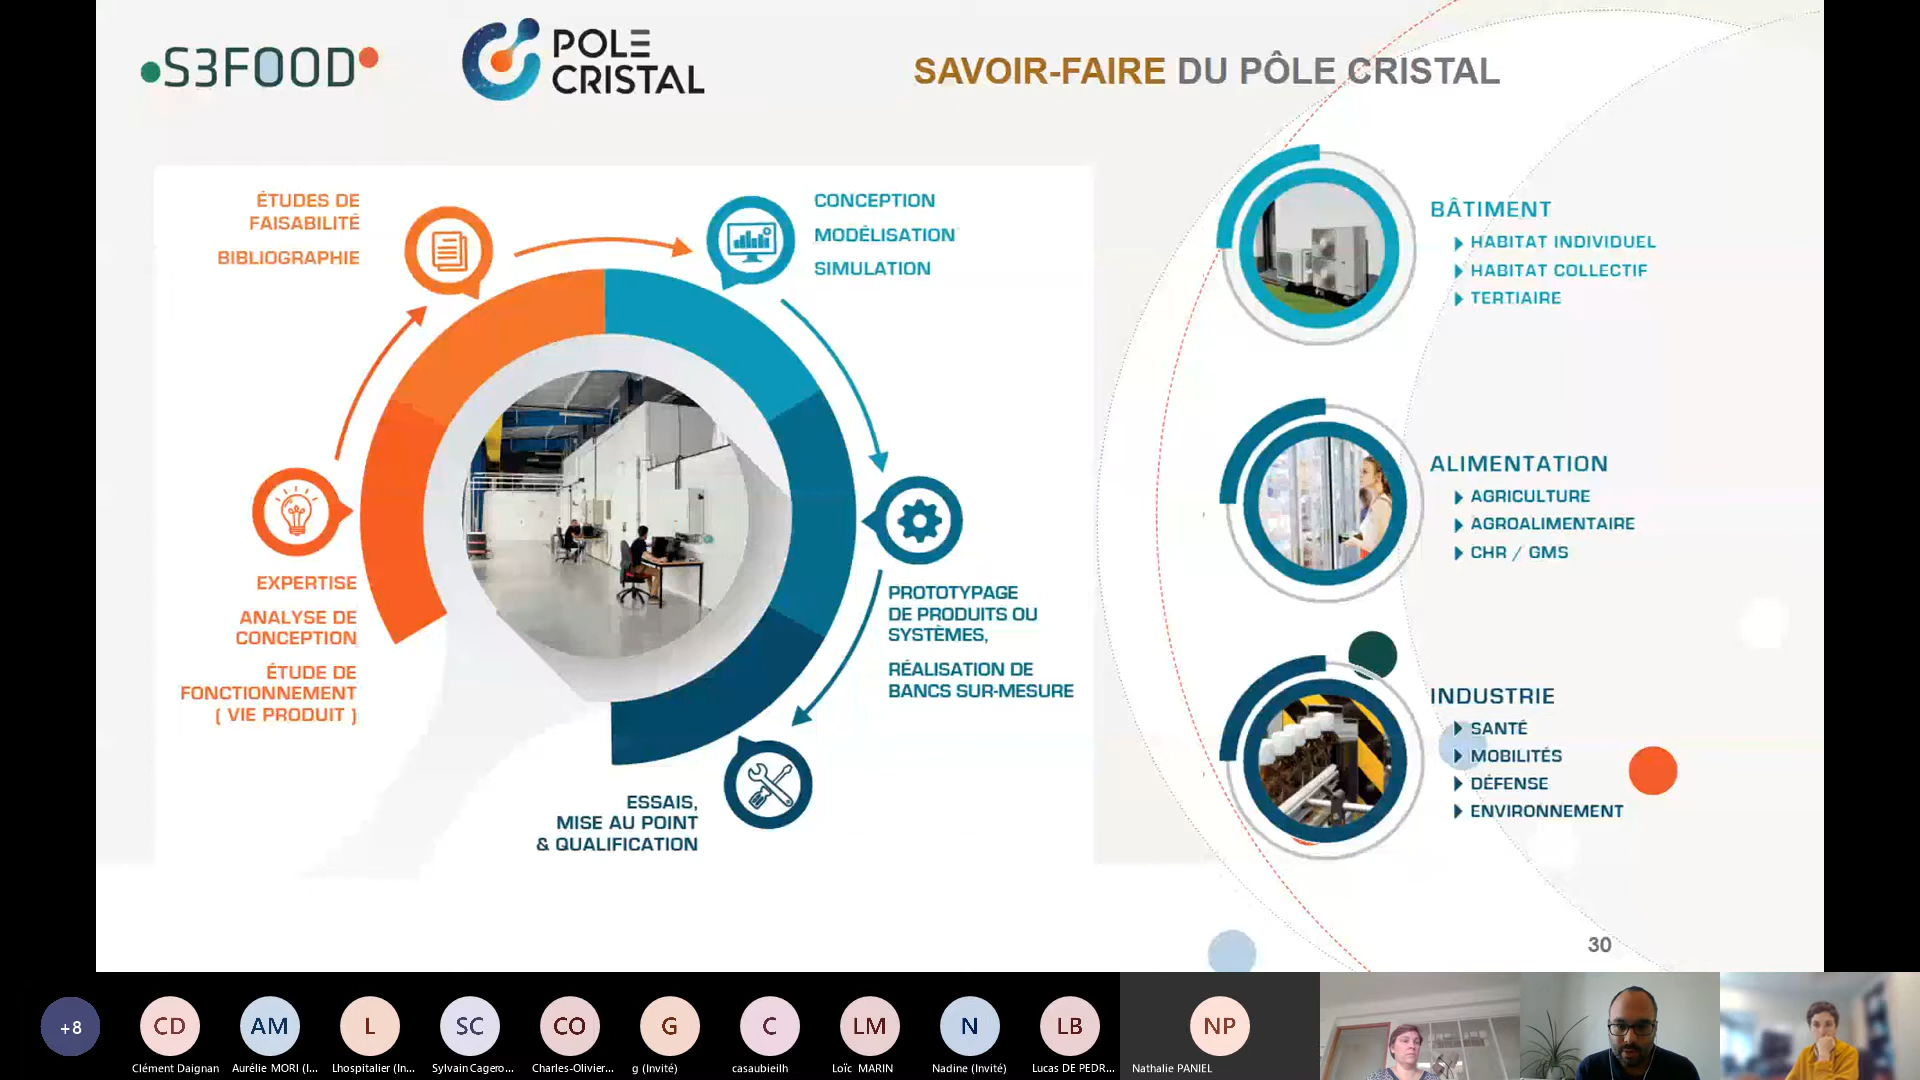 S3FOOD
POLE
CRISTAL
SAVOIR-FAIRE DU PÔLE CRISTAL
ÉTUDES DE
FAISABILITÉ
BIBLIOGRAPHIE
CONCEPTION
MODÉLISATION
SIMULATION
EXPERTISE
ANALYSE DE
CONCEPTION
ÉTUDE DE
FONCTIONNEMENT
( VIE PRODUIT )
PROTOTYPAGE
DE PRODUITS OU
SYSTÈMES,
RÉALISATION DE
BANCS SUR-MESURE
ESSAIS,
MISE AU POINT
& QUALIFICATION
BÂTIMENT
HABITAT INDIVIDUEL
HABITAT COLLECTIF
TERTIAIRE
ALIMENTATION
AGRICULTURE
AGROALIMENTAIRE
CHR / GMS
INDUSTRIE
SANTÉ
MOBILITÉS
DÉFENSE
ENVIRONNEMENT
30
+8
CD
AM
L
SC
CO
G
C
LM
N
LB
NP
Clément Daignan
Aurélie MORI (I...
Lhospitalier (In...
Sylvain Cagero...
Charles-Olivier...
g (Invité)
casaubieilh
Loïc MARIN
Nadine (Invité)
Lucas DE PEDR...
Nathalie PANIEL